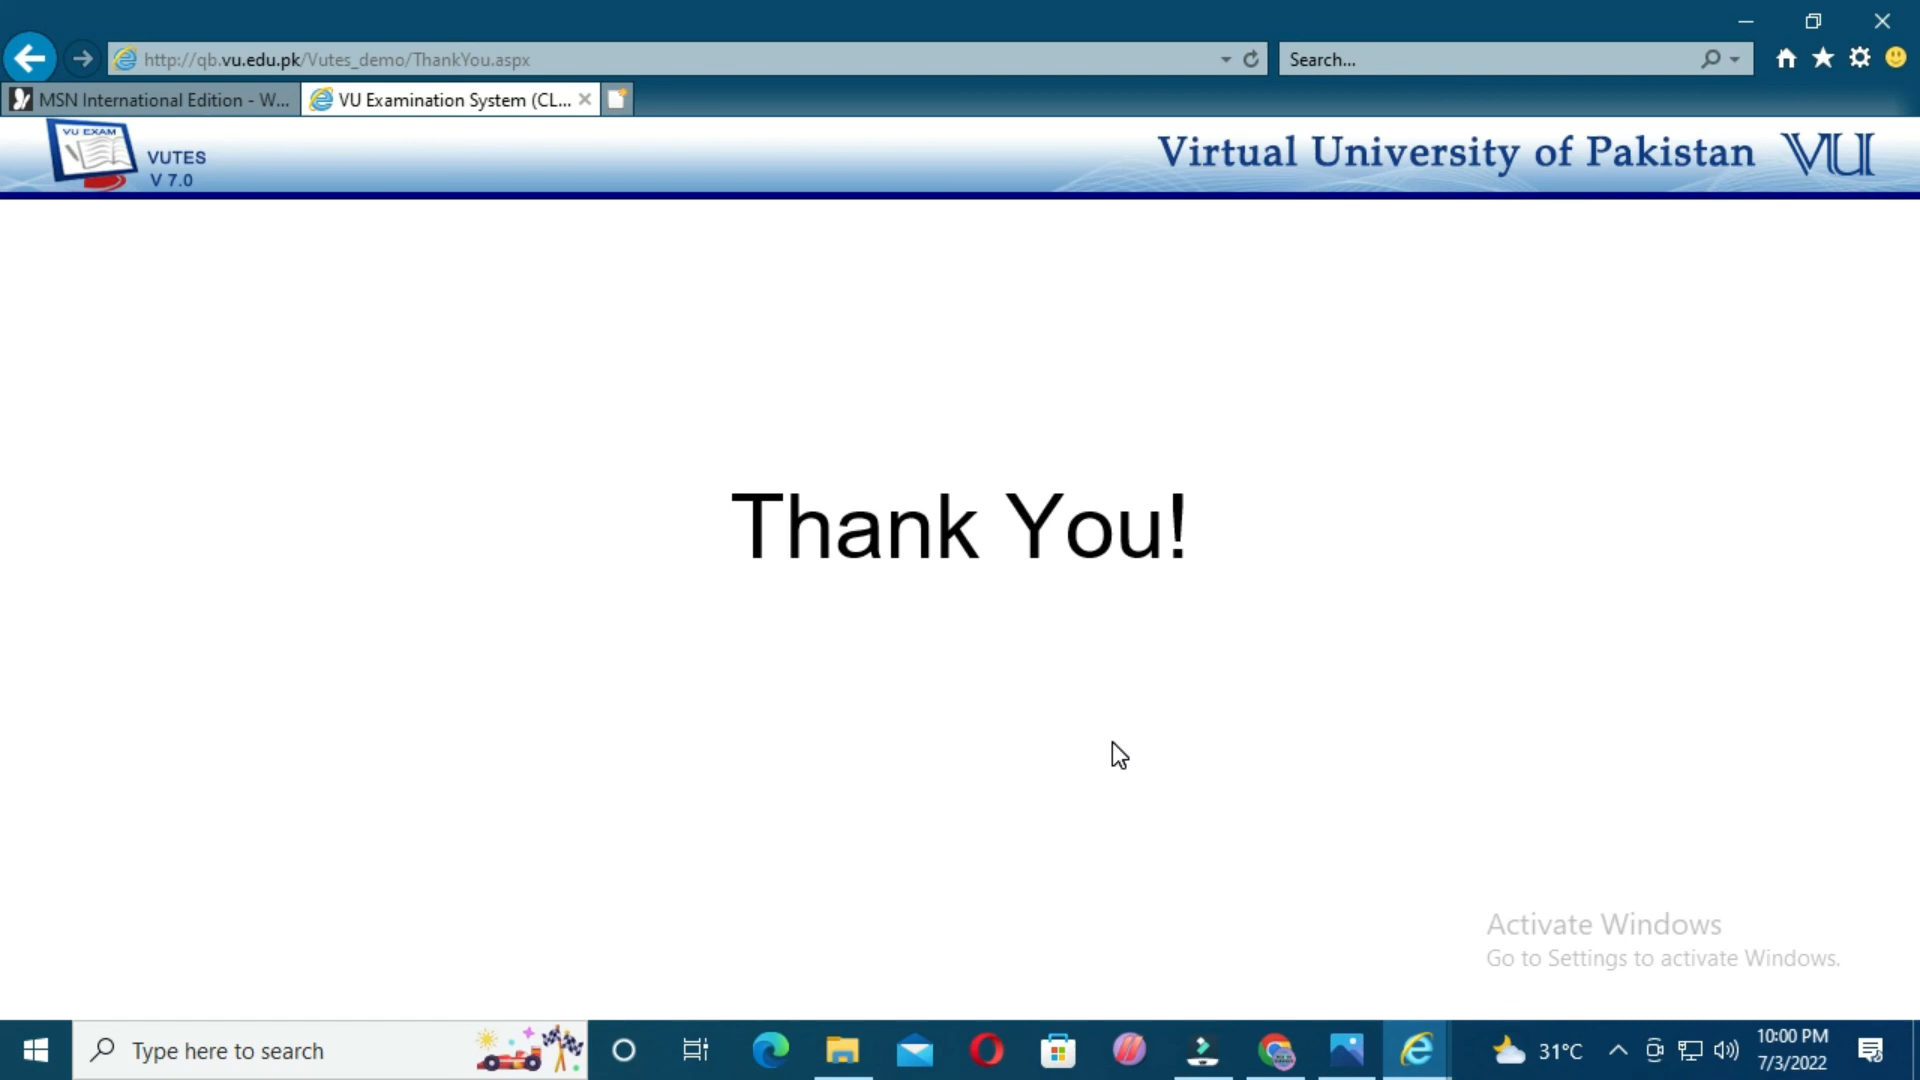 http://qb.vu.edu.pk/Vutes_demo/ThankYou.aspx
Search...
MSN International Edition - W...
VU Examination System (CL...
VU EXAM
VUTES
V 7.0
Virtual University of Pakistan VU
Thank You!
Activate Windows
Go to Settings to activate Windows.
Type here to search
31°C
10:00 PM
7/3/2022